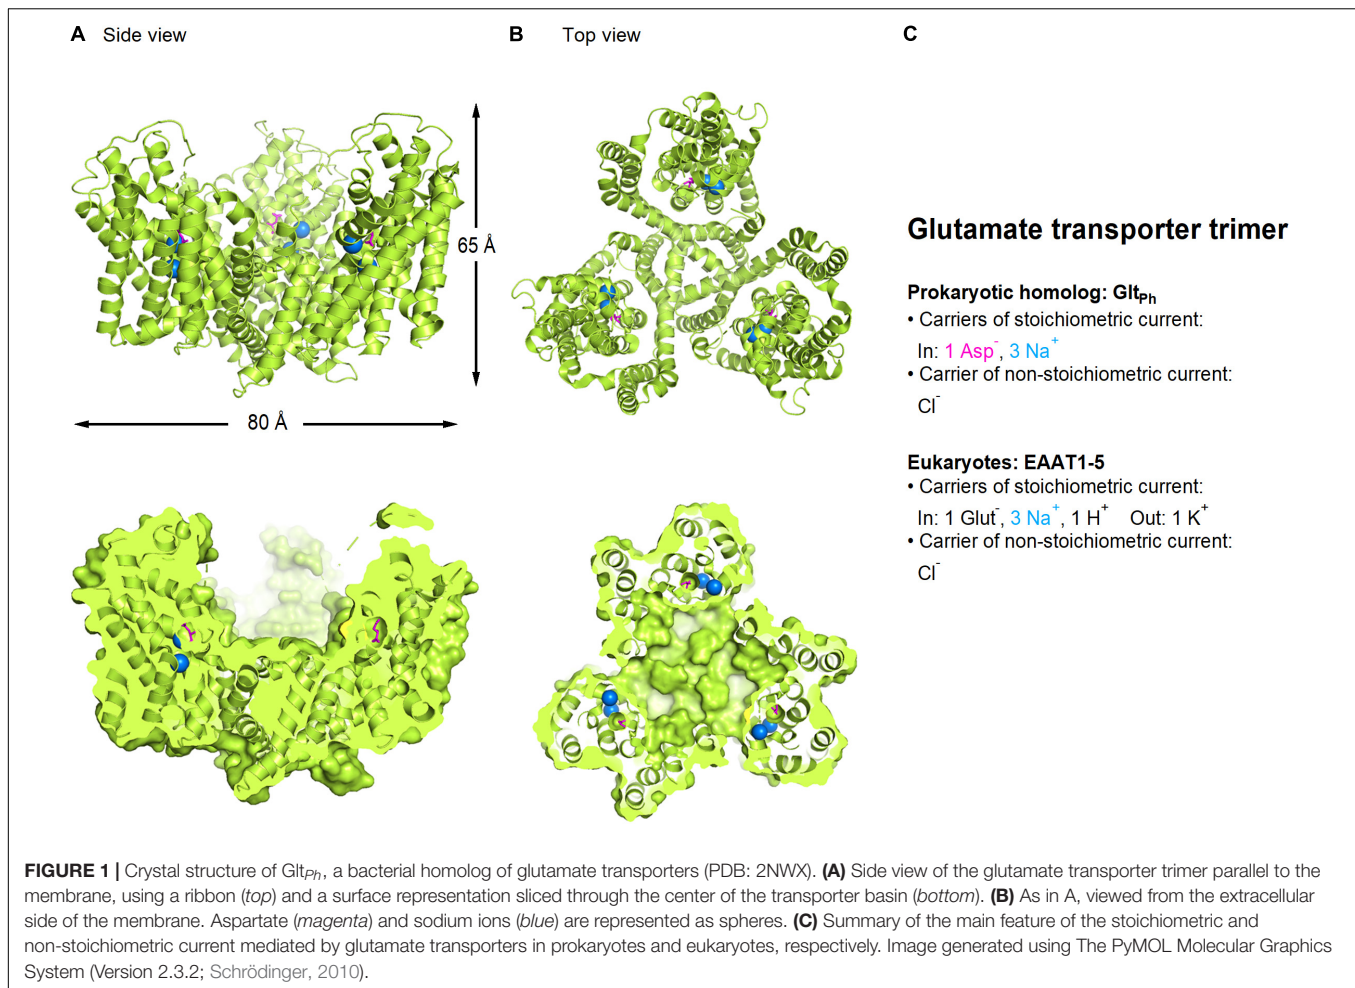 A Side view
B Top view
C
65 Å
80 Å
Glutamate transporter trimer
Prokaryotic homolog: GltPh
• Carriers of stoichiometric current:
In: 1 Asp-, 3 Na+
• Carrier of non-stoichiometric current:
Cl-
Eukaryotes: EAAT1-5
• Carriers of stoichiometric current:
In: 1 Glut-, 3 Na+, 1 H+ Out: 1 K+
• Carrier of non-stoichiometric current:
Cl-
FIGURE 1 | Crystal structure of GltPh, a bacterial homolog of glutamate transporters (PDB: 2NWX). (A) Side view of the glutamate transporter trimer parallel to the
membrane, using a ribbon (top) and a surface representation sliced through the center of the transporter basin (bottom). (B) As in A, viewed from the extracellular
side of the membrane. Aspartate (magenta) and sodium ions (blue) are represented as spheres. (C) Summary of the main feature of the stoichiometric and
non-stoichiometric current mediated by glutamate transporters in prokaryotes and eukaryotes, respectively. Image generated using The PyMOL Molecular Graphics
System (Version 2.3.2; Schrödinger, 2010).